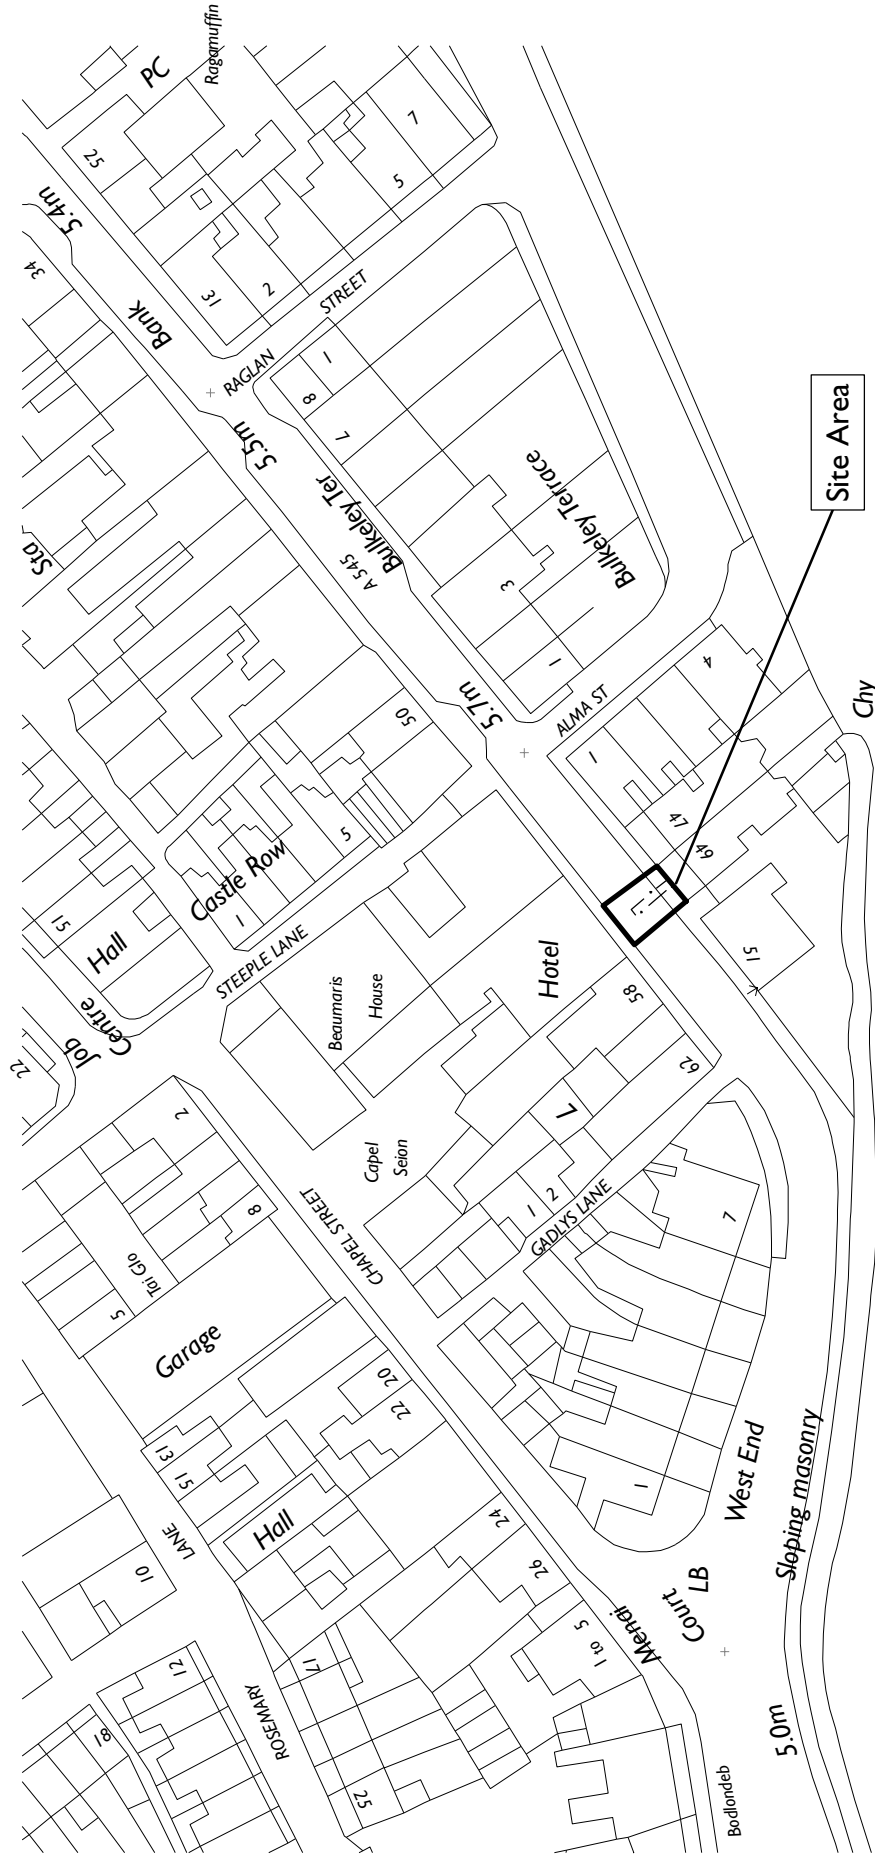 PC
Ragamuffin
25
5.4m
34
7
5
31
2
Bank
RAGLAN
STREET
1
8
7
5.5m
Bulkeley Ter
A 545
Bulkeley Terrace
3
1
Sta
Site Area
5.7m
50
ALMA ST
4
1
Chy
47
49
51
5
Castle Row
1
15
Hall
STEEPLE LANE
Job
Centre
22
Beaumaris
House
Hotel
58
62
7
Capel
Seion
1
2
GADLYS LANE
7
2
8
CHAPEL STREET
Tai Glo
5
Garage
20
22
13
15
LANE
Hall
24
26
10
1
West End
Sloping masonry
LB
Menai
Court
1 to 5
12
17
ROSEMARY
18
25
5.0m
Bodlondeb